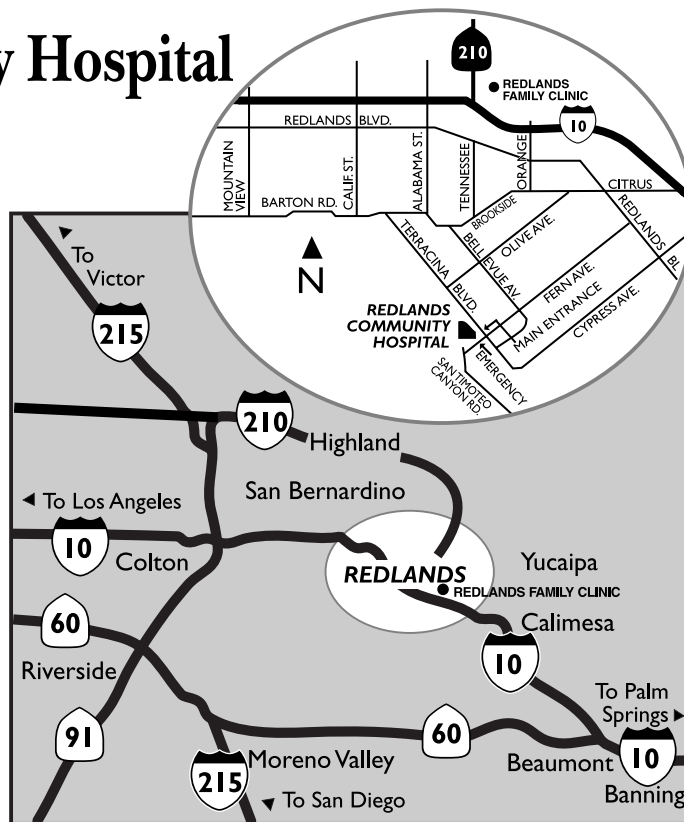 y Hospital
210
REDLANDS
FAMILY CLINIC
10
REDLANDS BLVD.
MOUNTAIN
VIEW
CALIF. ST.
ALABAMA ST.
TENNESSEE
ORANGE
CITRUS
BARTON RD.
BROOKSIDE
REDLANDS BL
TERRACINA
BLVD.
BELLEVUE AV.
OLIVE AVE.
FERN AVE.
N
REDLANDS
COMMUNITY
HOSPITAL
MAIN ENTRANCE
CYPRESS AVE.
EMERGENCY
SAN TIMOTEO
CANYON RD.
To
Victor
215
210
Highland
San Bernardino
To Los Angeles
10
Colton
REDLANDS
Yucaipa
REDLANDS FAMILY CLINIC
60
Calimesa
Riverside
10
To Palm
Springs
91
60
Moreno Valley
Beaumont
10
215
Banning
To San Diego